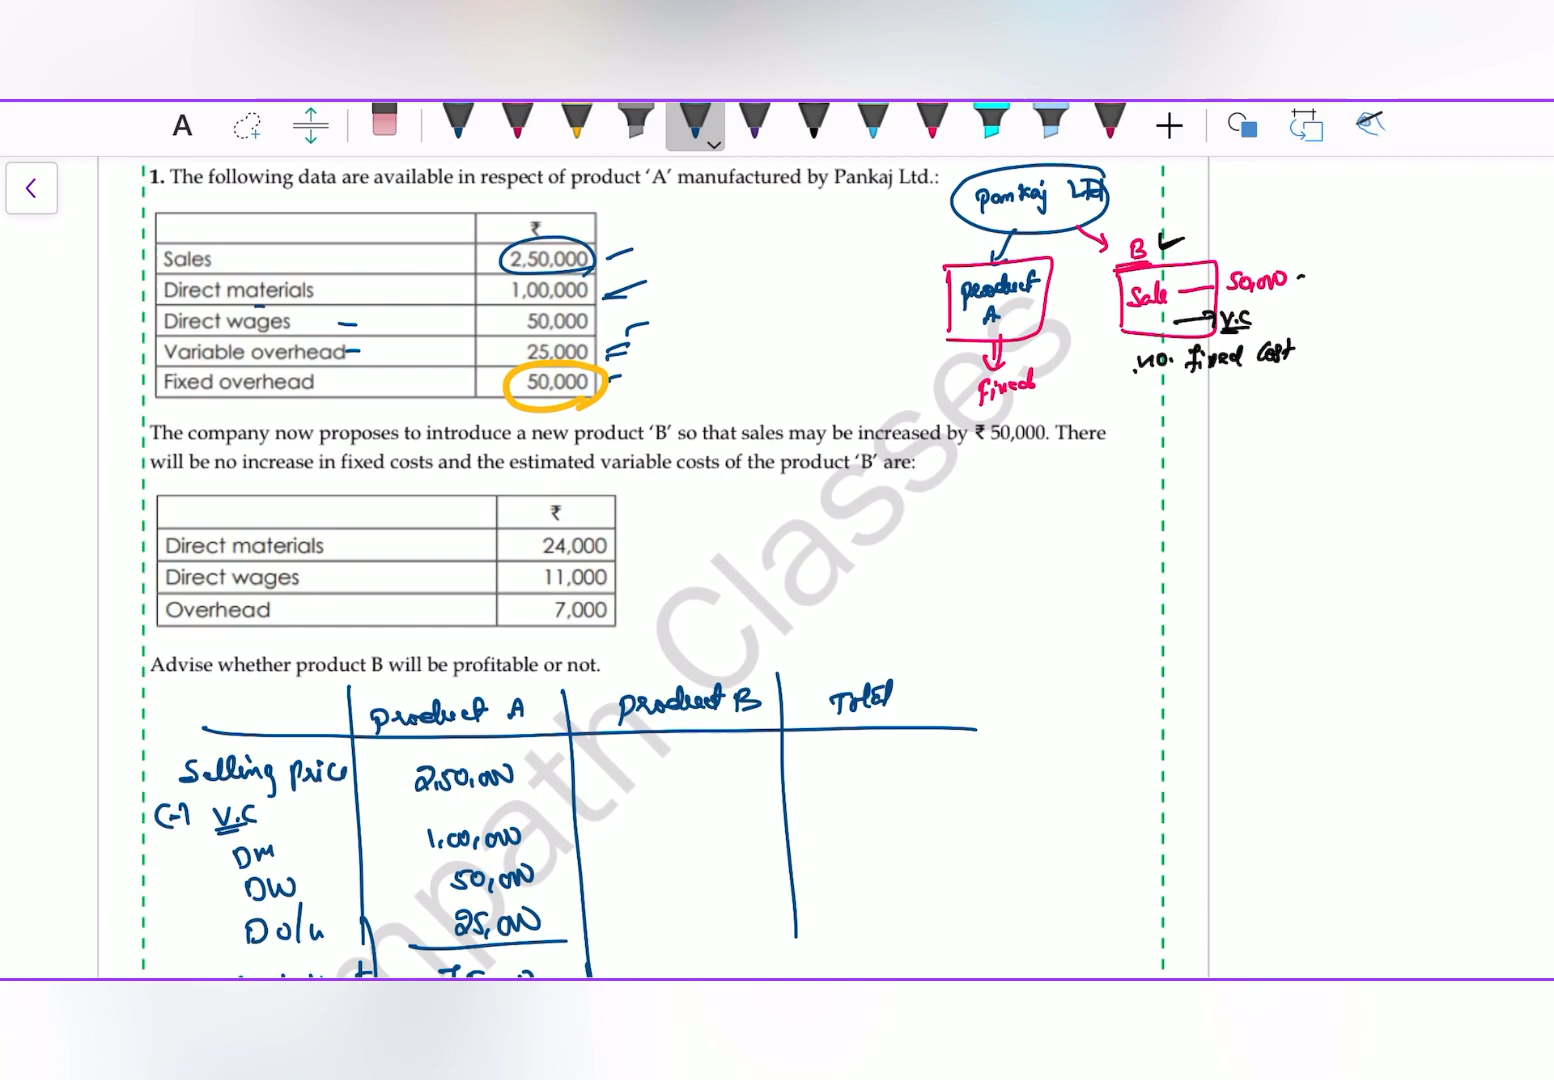 A
1. The following data are available in respect of product ‘A’ manufactured by Pankaj Ltd.:
₹
Sales 2,50,000
Direct materials 1,00,000
Direct wages 50,000
Variable overhead 25,000
Fixed overhead 50,000
Pankaj LTD
product A
fixed
B
Sale 50,000
V.C
no. fixed cost
The company now proposes to introduce a new product ‘B’ so that sales may be increased by ₹ 50,000. There
will be no increase in fixed costs and the estimated variable costs of the product ‘B’ are:
₹
Direct materials 24,000
Direct wages 11,000
Overhead 7,000
Advise whether product B will be profitable or not.
product A product B Total
Selling price 2,50,000
(-) V.C
DM 1,00,000
DW 50,000
D o/h 25,000
mpath Classes